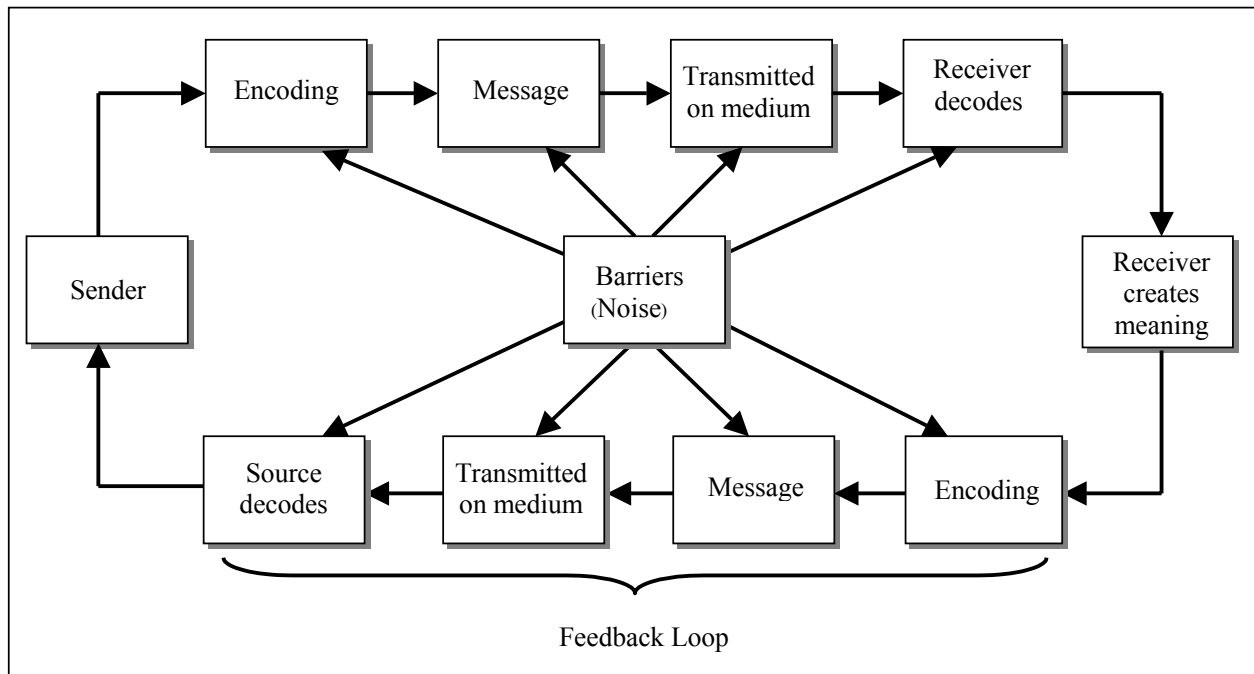 Encoding
Message
Transmitted
on medium
Receiver
decodes
Sender
Barriers
(Noise)
Receiver
creates
meaning
Source
decodes
Transmitted
on medium
Message
Encoding
Feedback Loop